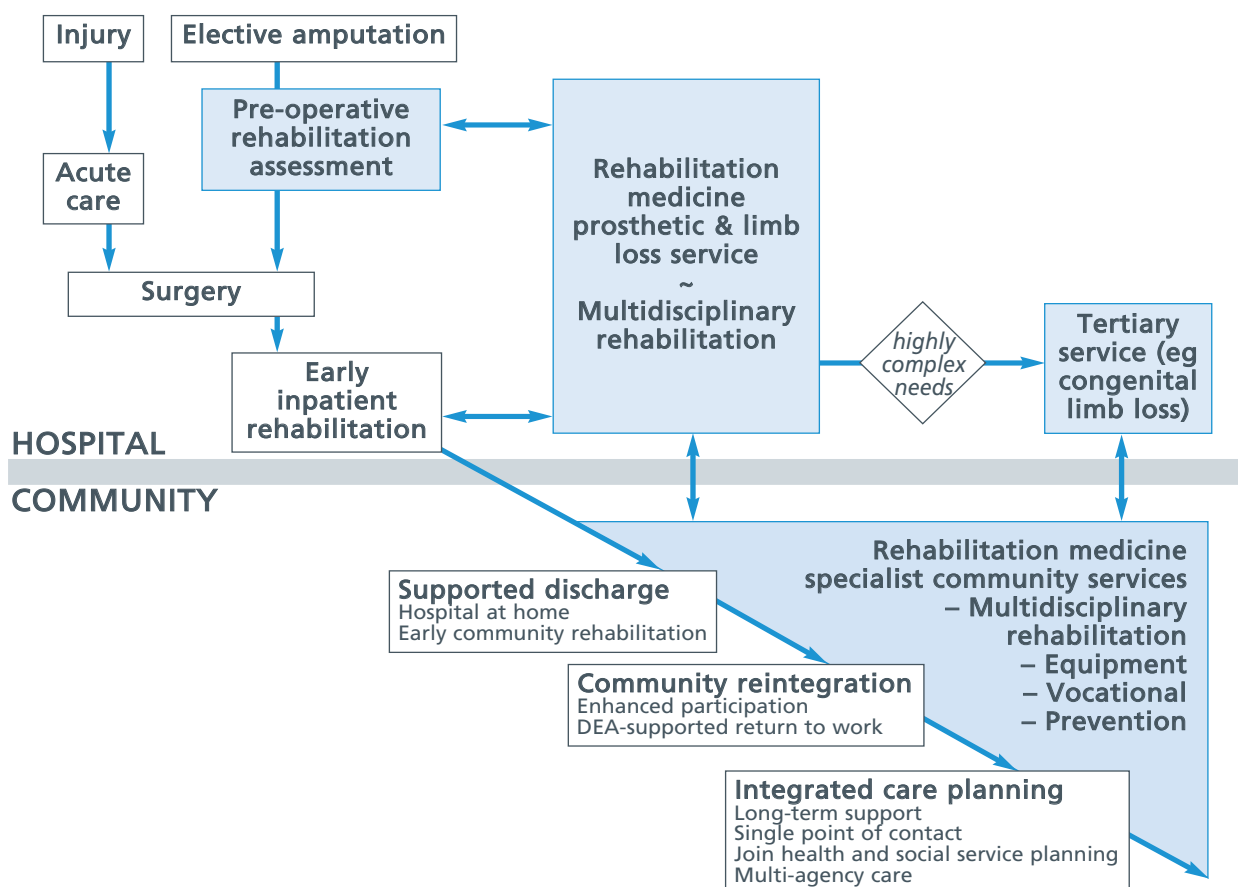 Injury
Elective amputation
Pre-operative
rehabilitation
assessment
Acute
care
Surgery
Early
inpatient
rehabilitation
Rehabilitation
medicine
prosthetic & limb
loss service
~
Multidisciplinary
rehabilitation
highly
complex
needs
Tertiary
service (eg
congenital
limb loss)
HOSPITAL
COMMUNITY
Rehabilitation medicine
specialist community services
– Multidisciplinary
rehabilitation
– Equipment
– Vocational
– Prevention
Supported discharge
Hospital at home
Early community rehabilitation
Community reintegration
Enhanced participation
DEA-supported return to work
Integrated care planning
Long-term support
Single point of contact
Join health and social service planning
Multi-agency care